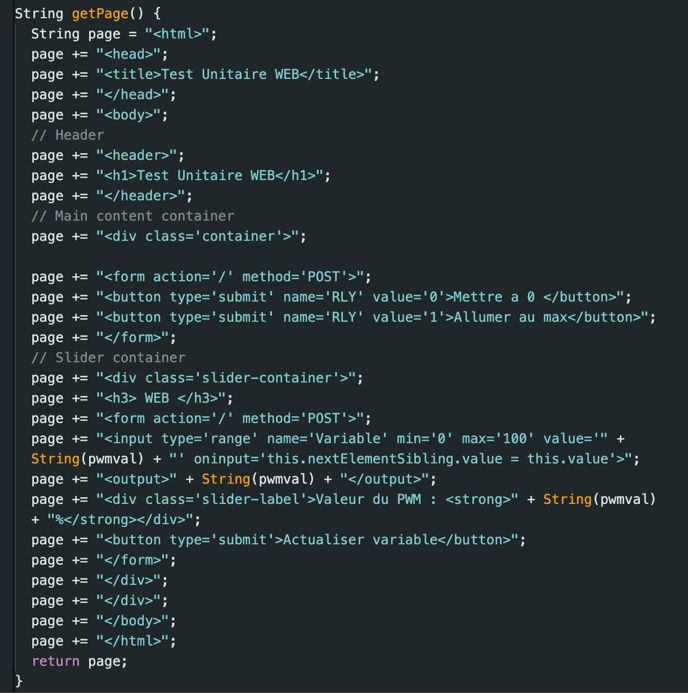 String getPage() {
String page = "<html>";
page += "<head>";
page += "<title>Test Unitaire WEB</title>";
page += "</head>";
page += "<body>";
// Header
page += "<header>";
page += "<h1>Test Unitaire WEB</h1>";
page += "</header>";
// Main content container
page += "<div class='container'>";
page += "<form action='/' method='POST'>";
page += "<button type='submit' name='RLY' value='0'>Mettre a 0 </button>";
page += "<button type='submit' name='RLY' value='1'>Allumer au max</button>";
page += "</form>";
// Slider container
page += "<div class='slider-container'>";
page += "<h3> WEB </h3>";
page += "<form action='/' method='POST'>";
page += "<input type='range' name='Variable' min='0' max='100' value='" +
String(pwmval) + "' oninput='this.nextElementSibling.value = this.value'>";
page += "<output>" + String(pwmval) + "</output>";
page += "<div class='slider-label'>Valeur du PWM : <strong>" + String(pwmval)
+ "%</strong></div>";
page += "<button type='submit'>Actualiser variable</button>";
page += "</form>";
page += "</div>";
page += "</div>";
page += "</body>";
page += "</html>";
return page;
}